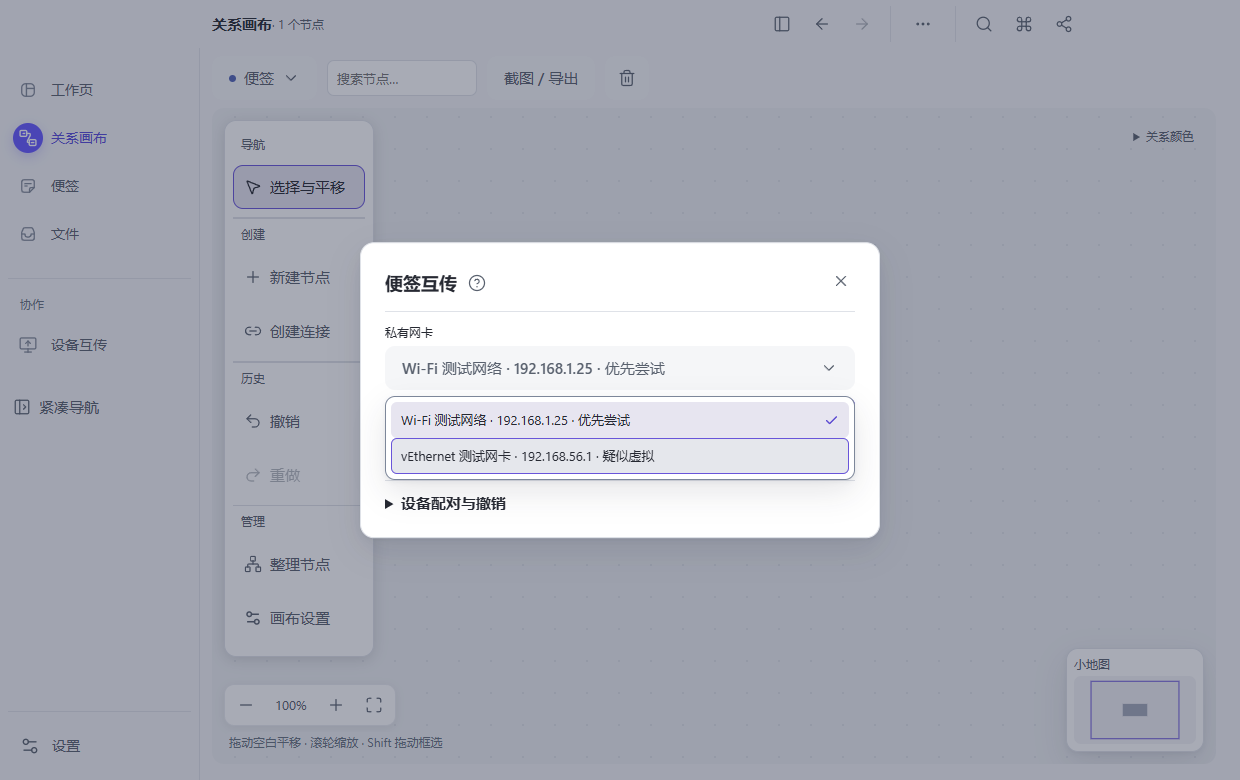 关系画布 · 1 个节点
工作页
关系画布
便签
文件
协作
设备互传
紧凑导航
设置
便签
搜索节点...
截图 / 导出
导航
选择与平移
创建
新建节点
创建连接
历史
撤销
重做
管理
整理节点
画布设置
关系颜色
便签互传
私有网卡
Wi-Fi 测试网络 · 192.168.1.25 · 优先尝试
Wi-Fi 测试网络 · 192.168.1.25 · 优先尝试
vEthernet 测试网卡 · 192.168.56.1 · 疑似虚拟
设备配对与撤销
小地图
100%
拖动空白平移 · 滚轮缩放 · Shift 拖动框选